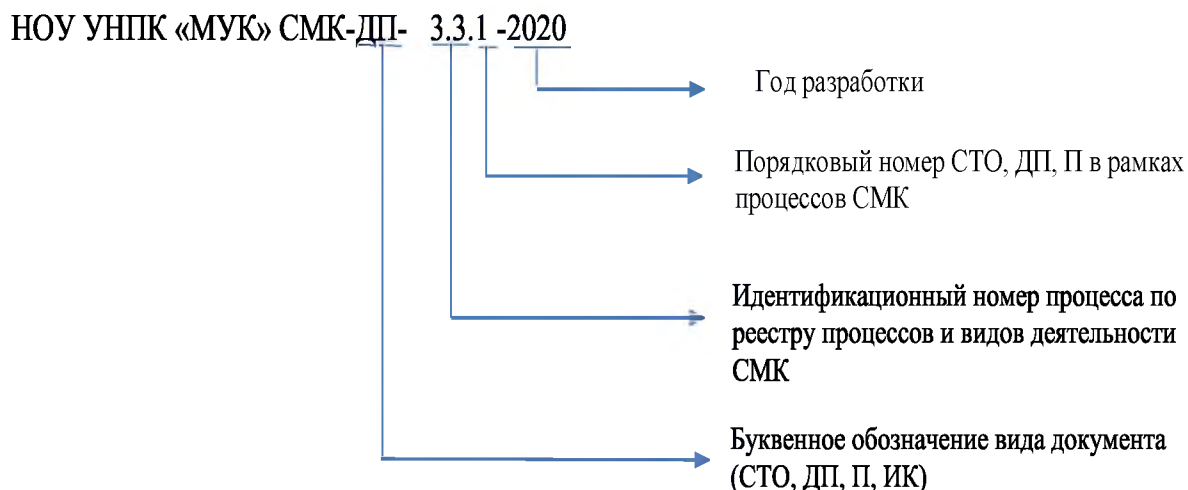 НОУ УНПК «МУК» СМК-ДП- 3.3.1 -2020
Год разработки
Порядковый номер СТО, ДП, П в рамках
процессов СМК
Идентификационный номер процесса по
реестру процессов и видов деятельности
СМК
Буквенное обозначение вида документа
(СТО, ДП, П, ИК)